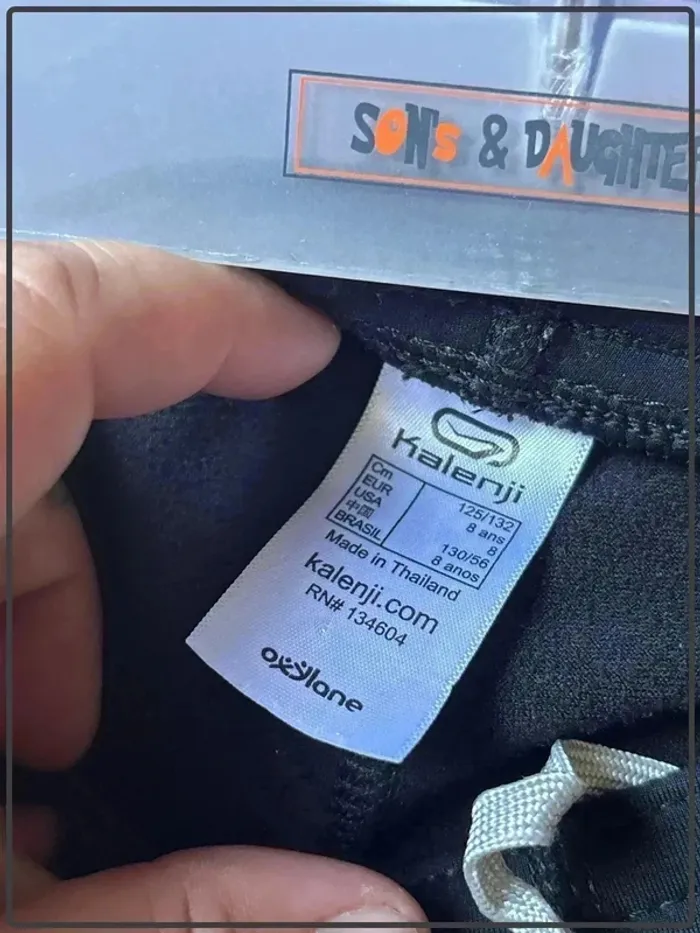 SON's & DAUGHTE
Kalenji
Cm 125/132
EUR 8 ans
USA 8
中国 130/56
BRASIL 8 anos
Made in Thailand
kalenji.com
RN# 134604
oxylane